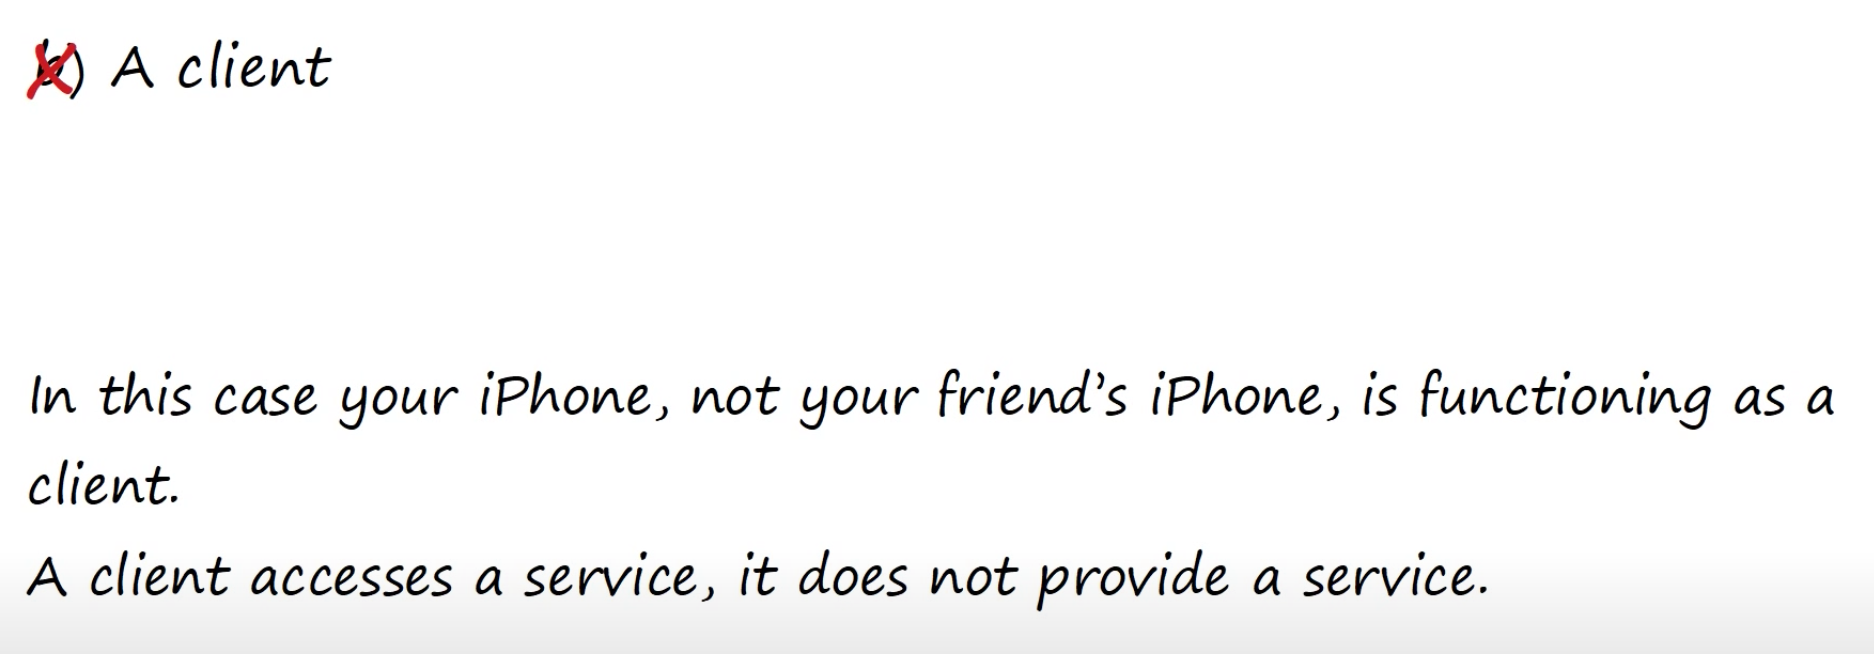 b) A client
In this case your iPhone, not your friend's iPhone, is functioning as a
client.
A client accesses a service, it does not provide a service.